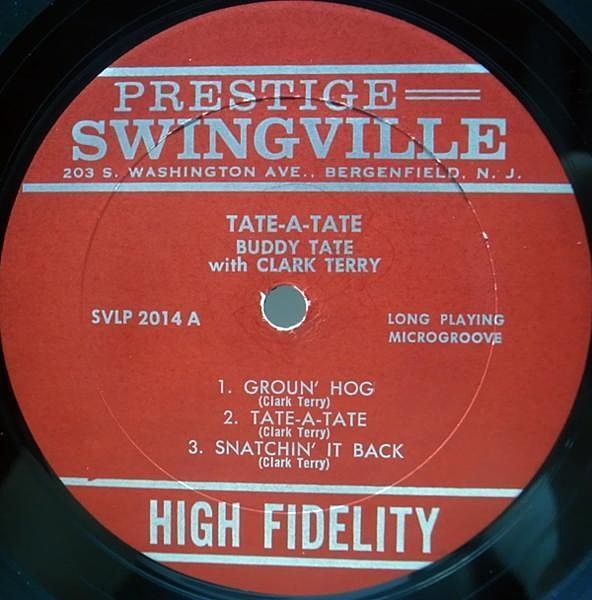 PRESTIGE
SWINGVILLE
203 S. WASHINGTON AVE., BERGENFIELD, N. J.
TATE-A-TATE
BUDDY TATE
with CLARK TERRY
SVLP 2014 A
LONG PLAYING
MICROGROOVE
1. GROUN' HOG
(Clark Terry)
2. TATE-A-TATE
(Clark Terry)
3. SNATCHIN' IT BACK
(Clark Terry)
HIGH FIDELITY